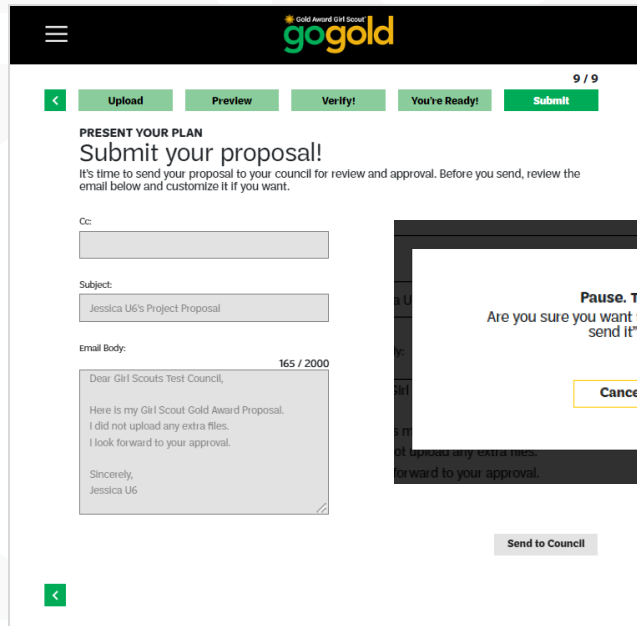 Gold Award Girl Scout
gogold
9 / 9
Upload
Preview
Verify!
You're Ready!
Submit
PRESENT YOUR PLAN
Submit your proposal!
It's time to send your proposal to your council for review and approval. Before you send, review the
email below and customize it if you want.
Cc:
Subject:
Jessica U6's Project Proposal
Email Body:
165 / 2000
Dear Girl Scouts Test Council,
Here is my Girl Scout Gold Award Proposal.
I did not upload any extra files.
I look forward to your approval.
Sincerely,
Jessica U6
Pause.
Are you sure you want
send it"
not upload any extra files.
forward to your approval.
Send to Council